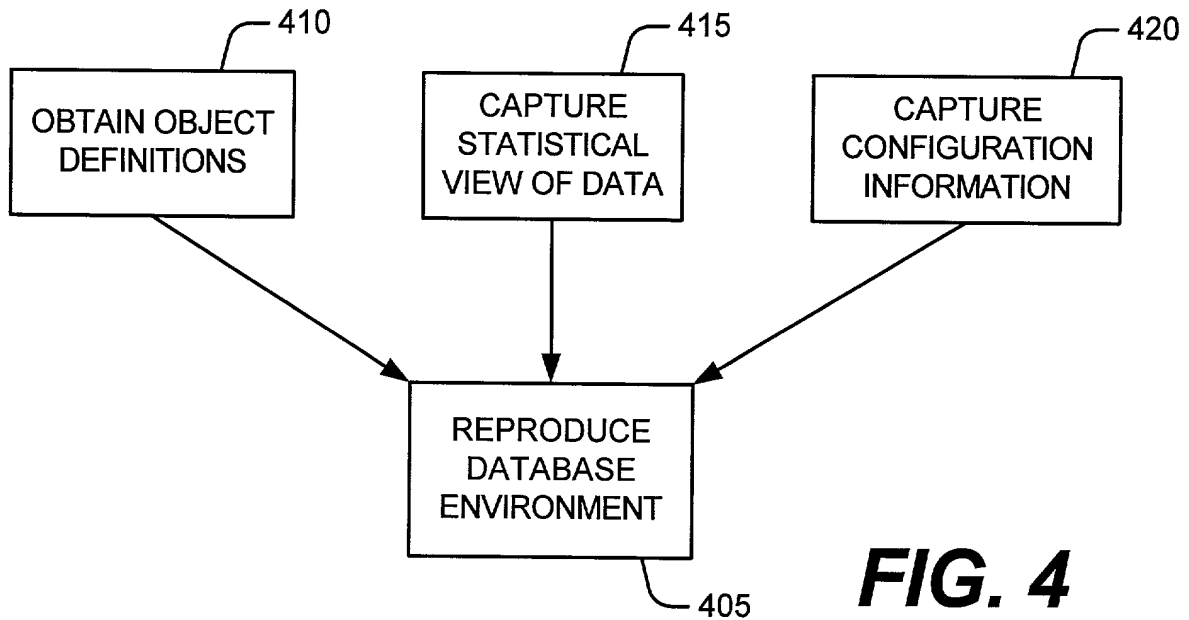 410
OBTAIN OBJECT
DEFINITIONS
415
CAPTURE
STATISTICAL
VIEW OF DATA
420
CAPTURE
CONFIGURATION
INFORMATION
REPRODUCE
DATABASE
ENVIRONMENT
405
FIG. 4